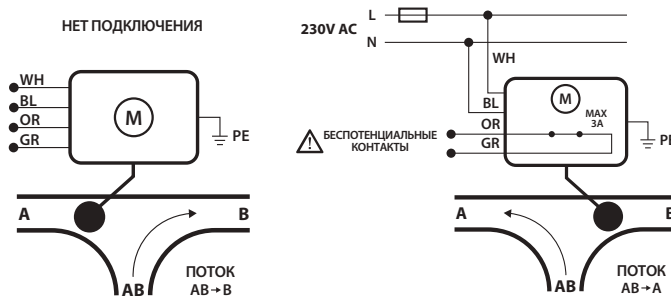 НЕТ ПОДКЛЮЧЕНИЯ
WH
BL
OR
GR
M
PE
A
B
AB
ПОТОК
AB→B
230V AC
L
N
WH
BL
OR
GR
M
MAX
3A
БЕСПОТЕНЦИАЛЬНЫЕ
КОНТАКТЫ
PE
A
B
AB
ПОТОК
AB→A